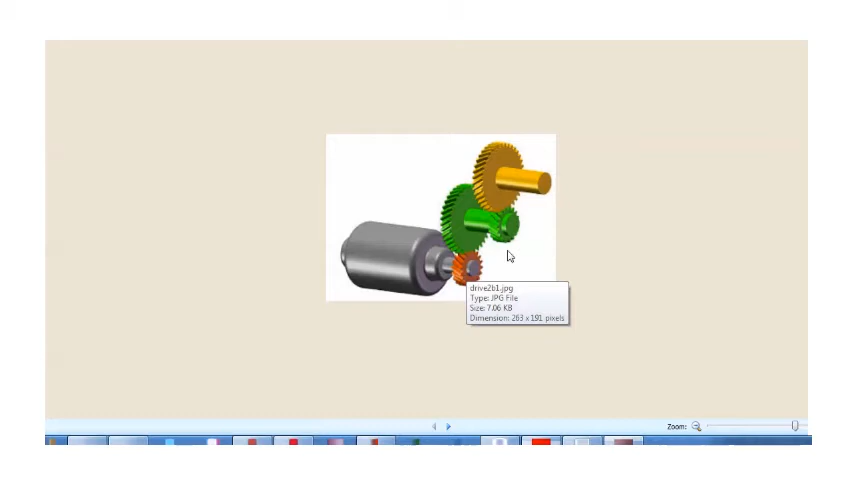 drive2b1.jpg
Type: JPG File
Size: 7.06 KB
Dimension: 263 x 191 pixels
Zoom: